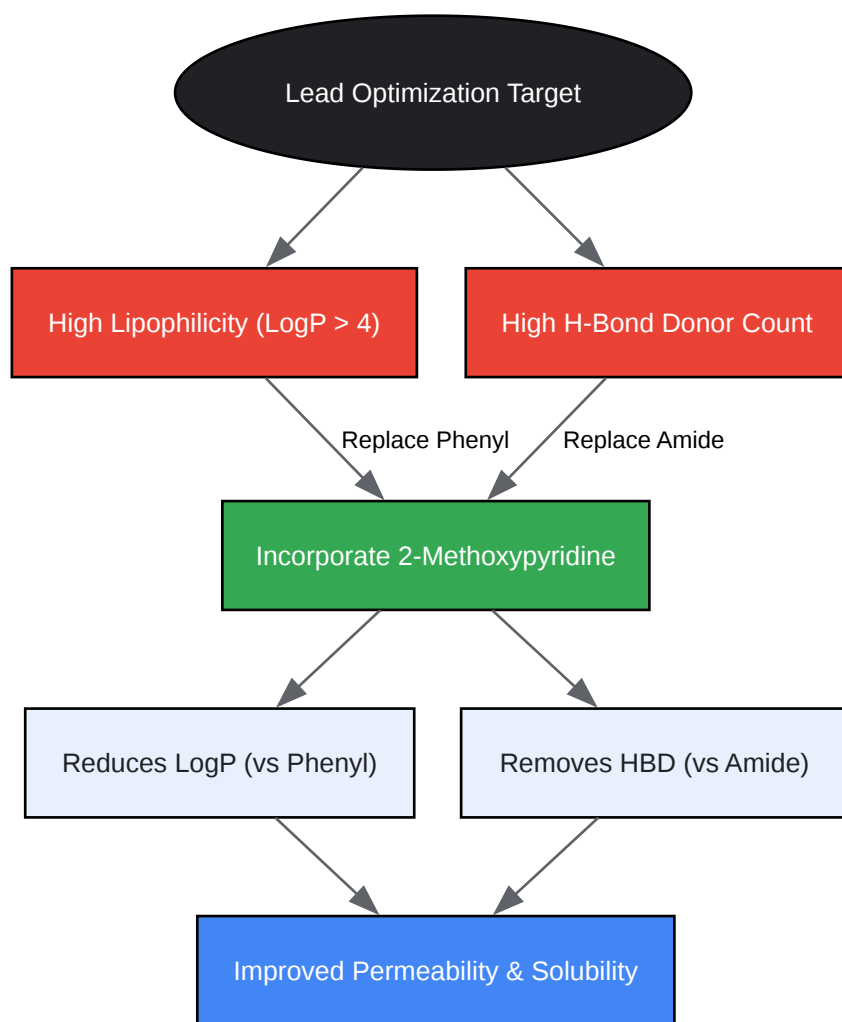 Lead Optimization Target
High Lipophilicity (LogP > 4)
High H-Bond Donor Count
Replace Phenyl
Replace Amide
Incorporate 2-Methoxypyridine
Reduces LogP (vs Phenyl)
Removes HBD (vs Amide)
Improved Permeability & Solubility